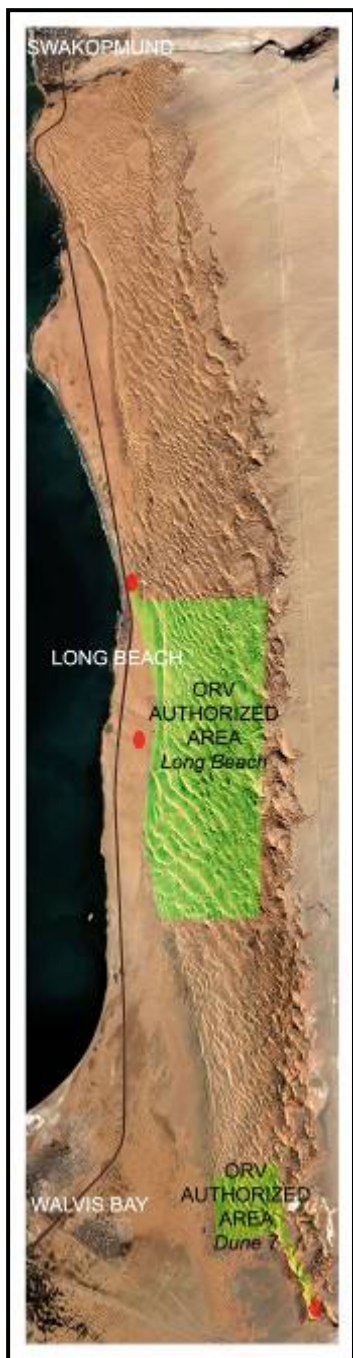 SWAKOPMUND
LONG BEACH
ORV
AUTHORIZED
AREA
Long Beach
ORV
AUTHORIZED
AREA
Dune 7
WALVIS BAY